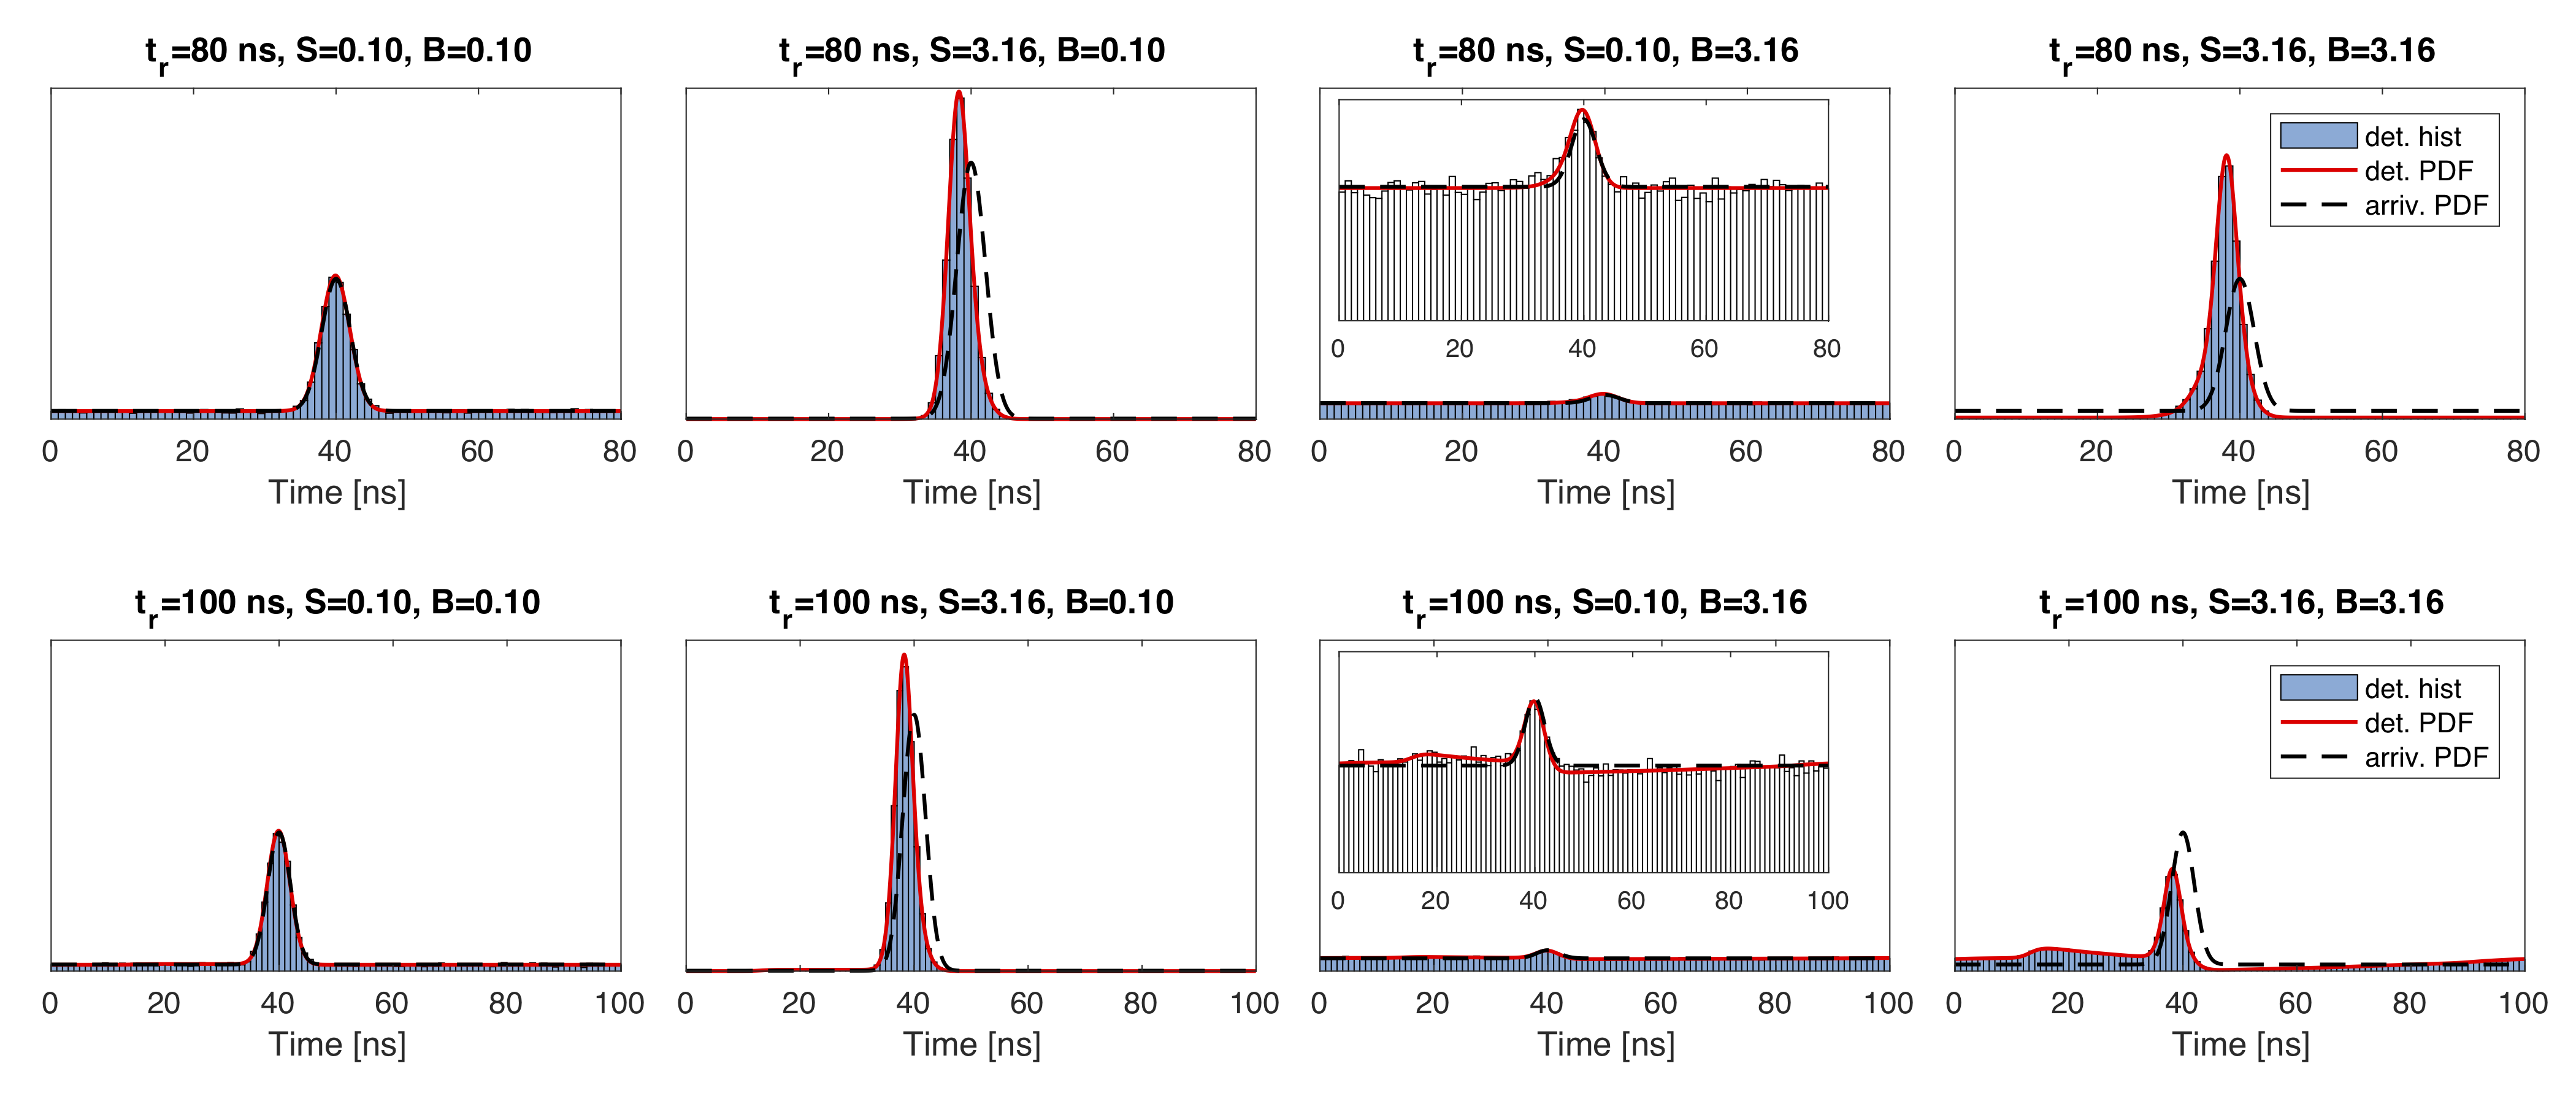 t_r=80 ns, S=0.10, B=0.10
0 20 40 60 80
Time [ns]
t_r=80 ns, S=3.16, B=0.10
0 20 40 60 80
Time [ns]
t_r=80 ns, S=0.10, B=3.16
0 20 40 60 80
0 20 40 60 80
Time [ns]
t_r=80 ns, S=3.16, B=3.16
det. hist
det. PDF
arriv. PDF
0 20 40 60 80
Time [ns]
t_r=100 ns, S=0.10, B=0.10
0 20 40 60 80 100
Time [ns]
t_r=100 ns, S=3.16, B=0.10
0 20 40 60 80 100
Time [ns]
t_r=100 ns, S=0.10, B=3.16
0 20 40 60 80 100
0 20 40 60 80 100
Time [ns]
t_r=100 ns, S=3.16, B=3.16
det. hist
det. PDF
arriv. PDF
0 20 40 60 80 100
Time [ns]